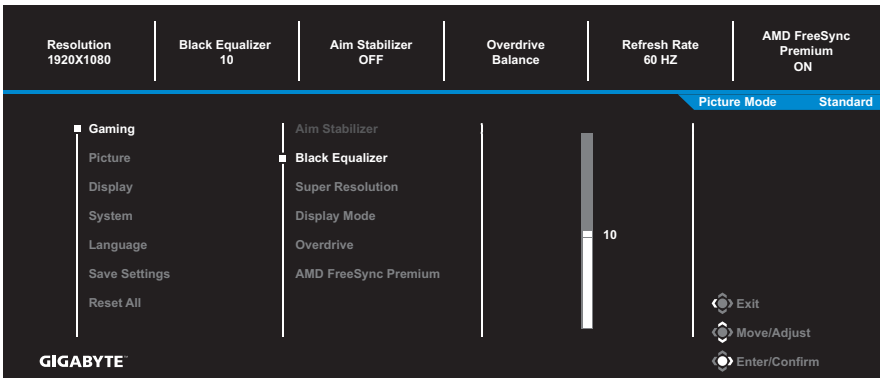 Resolution
1920X1080
Black Equalizer
10
Aim Stabilizer
OFF
Overdrive
Balance
Refresh Rate
60 HZ
AMD FreeSync
Premium
ON
Picture Mode Standard
Gaming
Picture
Display
System
Language
Save Settings
Reset All
Aim Stabilizer
Black Equalizer
Super Resolution
Display Mode
Overdrive
AMD FreeSync Premium
10
Exit
Move/Adjust
Enter/Confirm
GIGABYTE™